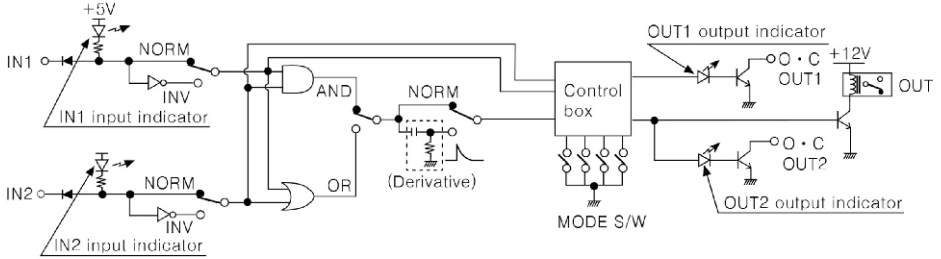 +5V
IN1
NORM
INV
IN1 input indicator
+5V
IN2
NORM
INV
IN2 input indicator
AND
OR
NORM
(Derivative)
Control
box
MODE S/W
OUT1 output indicator
O・C
OUT1
+12V
OUT
O・C
OUT2
OUT2 output indicator